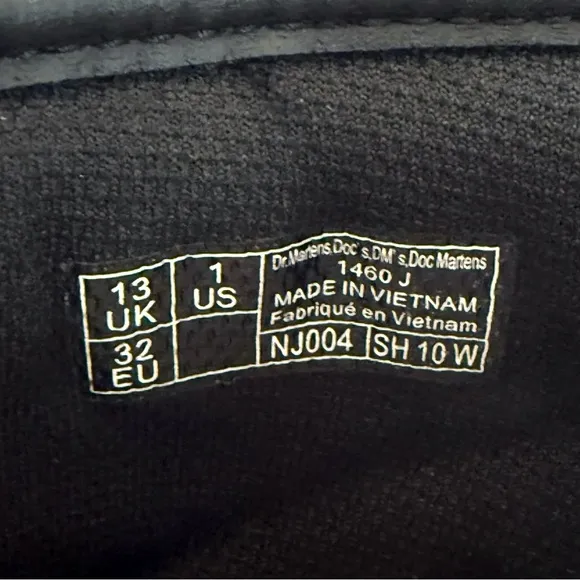 13
UK
1
US
32
EU
Dr.Martens.Doc's.DM's.Doc Martens
1460 J
MADE IN VIETNAM
Fabriqué en Vietnam
NJ004
SH 10 W